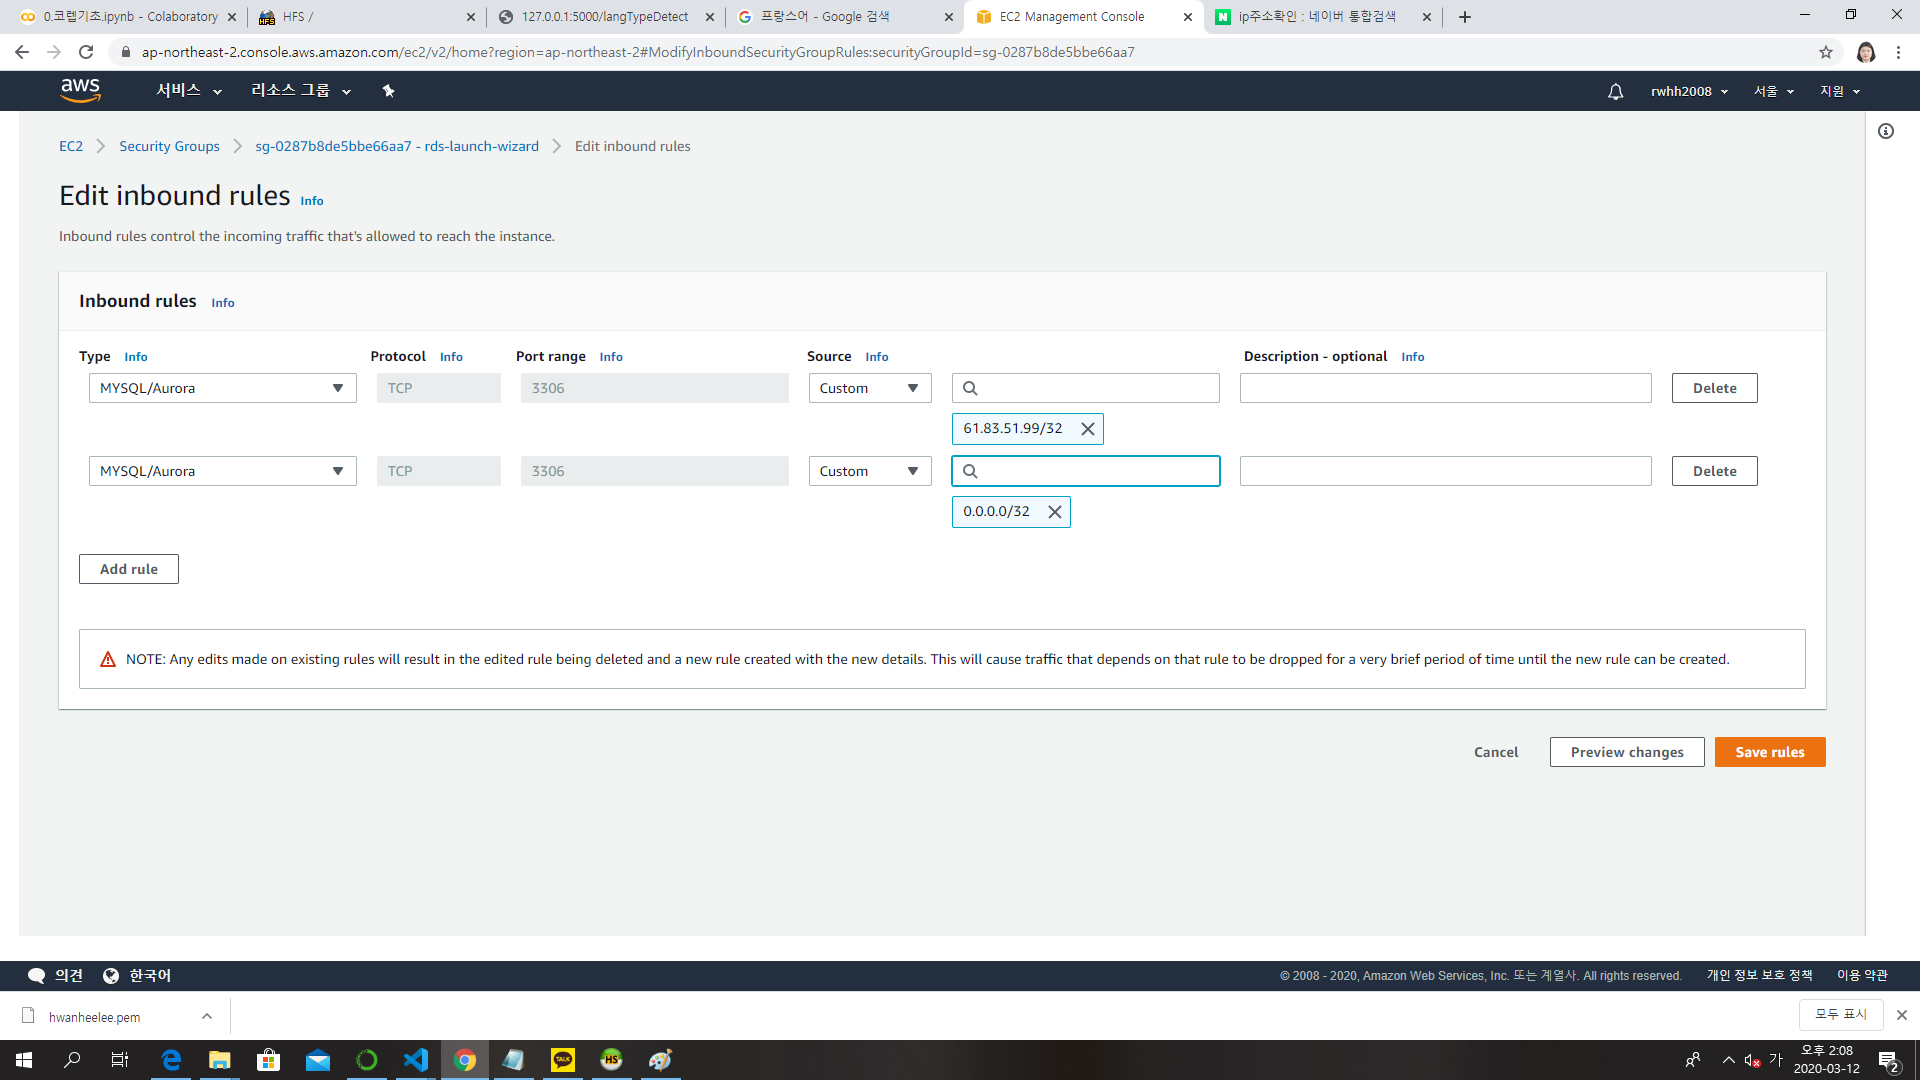 0.코렙기초.ipynb - Colaboratory
HFS /
127.0.0.1:5000/langTypeDetect
프랑스어 - Google 검색
EC2 Management Console
ip주소확인 : 네이버 통합검색
ap-northeast-2.console.aws.amazon.com/ec2/v2/home?region=ap-northeast-2#ModifyInboundSecurityGroupRules:securityGroupId=sg-0287b8de5bbe66aa7
aws 서비스 리소스 그룹 rwhh2008 서울 지원
EC2 Security Groups sg-0287b8de5bbe66aa7 - rds-launch-wizard Edit inbound rules
Edit inbound rules Info
Inbound rules control the incoming traffic that's allowed to reach the instance.
Inbound rules Info
Type Info Protocol Info Port range Info Source Info Description - optional Info
MYSQL/Aurora TCP 3306 Custom Delete
61.83.51.99/32
MYSQL/Aurora TCP 3306 Custom Delete
0.0.0.0/32
Add rule
NOTE: Any edits made on existing rules will result in the edited rule being deleted and a new rule created with the new details. This will cause traffic that depends on that rule to be dropped for a very brief period of time until the new rule can be created.
Cancel Preview changes Save rules
의견 한국어 © 2008 - 2020, Amazon Web Services, Inc. 또는 계열사. All rights reserved. 개인 정보 보호 정책 이용 약관
hwanheelee.pem 모두 표시
TALK HS 가 오후 2:08
2020-03-12 2